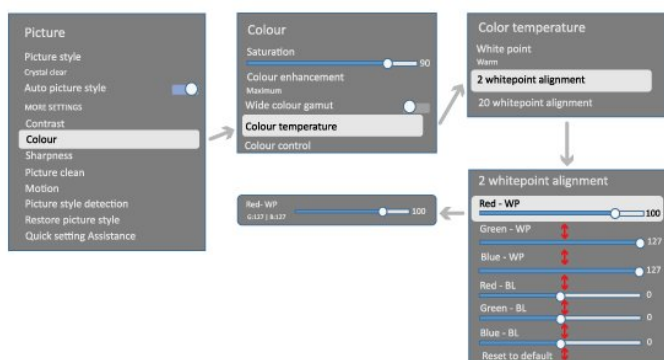 Picture
Picture style
Crystal clear
Auto picture style
MORE SETTINGS
Contrast
Colour
Sharpness
Picture clean
Motion
Picture style detection
Restore picture style
Quick setting Assistance
Colour
Saturation
90
Colour enhancement
Maximum
Wide colour gamut
Colour temperature
Colour control
Color temperature
White point
Warm
2 whitepoint alignment
20 whitepoint alignment
2 whitepoint alignment
Red- WP
100
Green - WP
127
Blue - WP
127
Red - BL
0
Green - BL
0
Blue - BL
0
Reset to default
Red- WP
G:127 | B:127
100